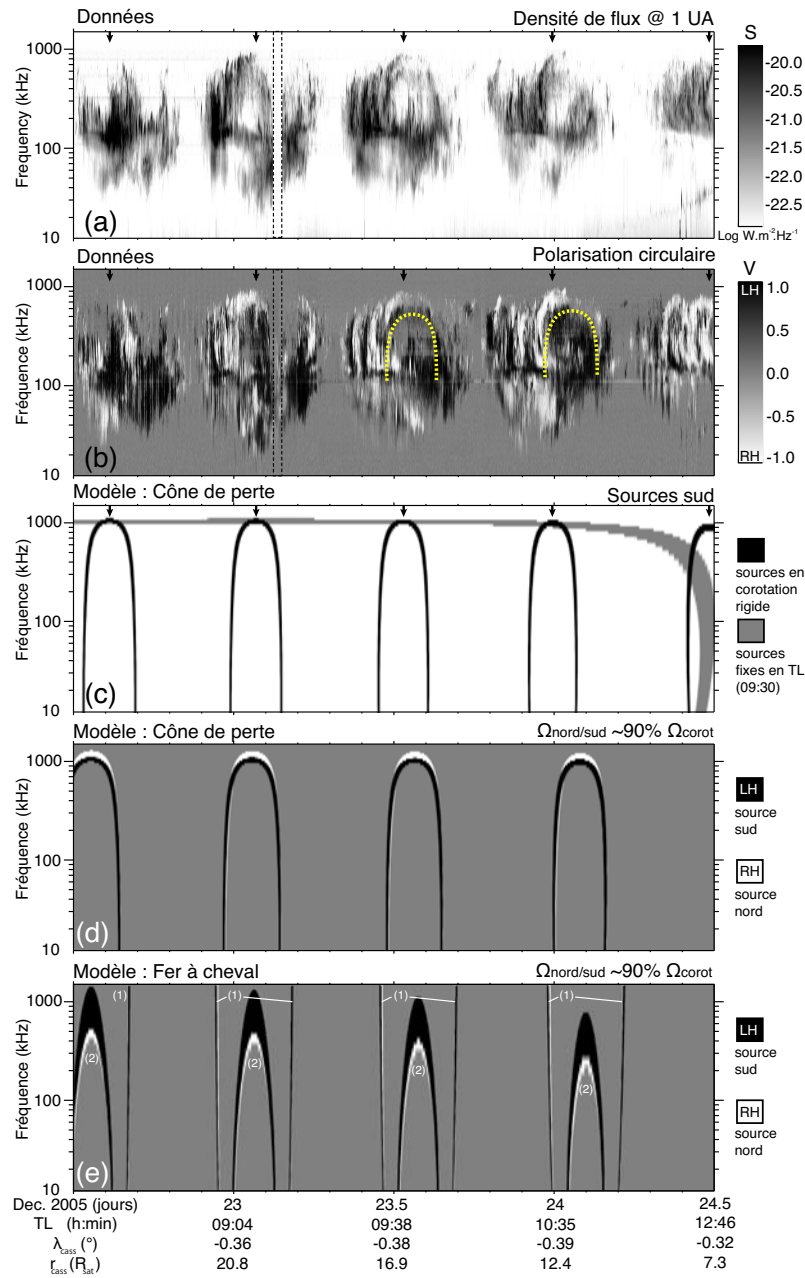 Données Densité de flux @ 1 UA
S
1000
100
10
Frequency (kHz)
(a)
-20.0
-20.5
-21.0
-21.5
-22.0
-22.5
Log W.m-2Hz-1
Données Polarisation circulaire
V
1000
100
10
Fréquence (kHz)
(b)
LH
1.0
0.5
0.0
-0.5
-1.0
RH
Modèle : Cône de perte Sources sud
1000
100
10
Fréquence (kHz)
(c)
sources en
corotation
rigide
sources
fixes en TL
(09:30)
Modèle : Cône de perte Ωnord/sud ~90% Ωcorot
1000
100
10
Fréquence (kHz)
(d)
LH
source
sud
RH
source
nord
Modèle : Fer à cheval Ωnord/sud ~90% Ωcorot
1000
100
10
Fréquence (kHz)
(1) (1) (1) (1)
(2) (2) (2) (2)
(e)
LH
source
sud
RH
source
nord
Dec. 2005 (jours) 23 23.5 24 24.5
TL (h:min) 09:04 09:38 10:35 12:46
λcass (°) -0.36 -0.38 -0.39 -0.32
rcass (Rsat) 20.8 16.9 12.4 7.3